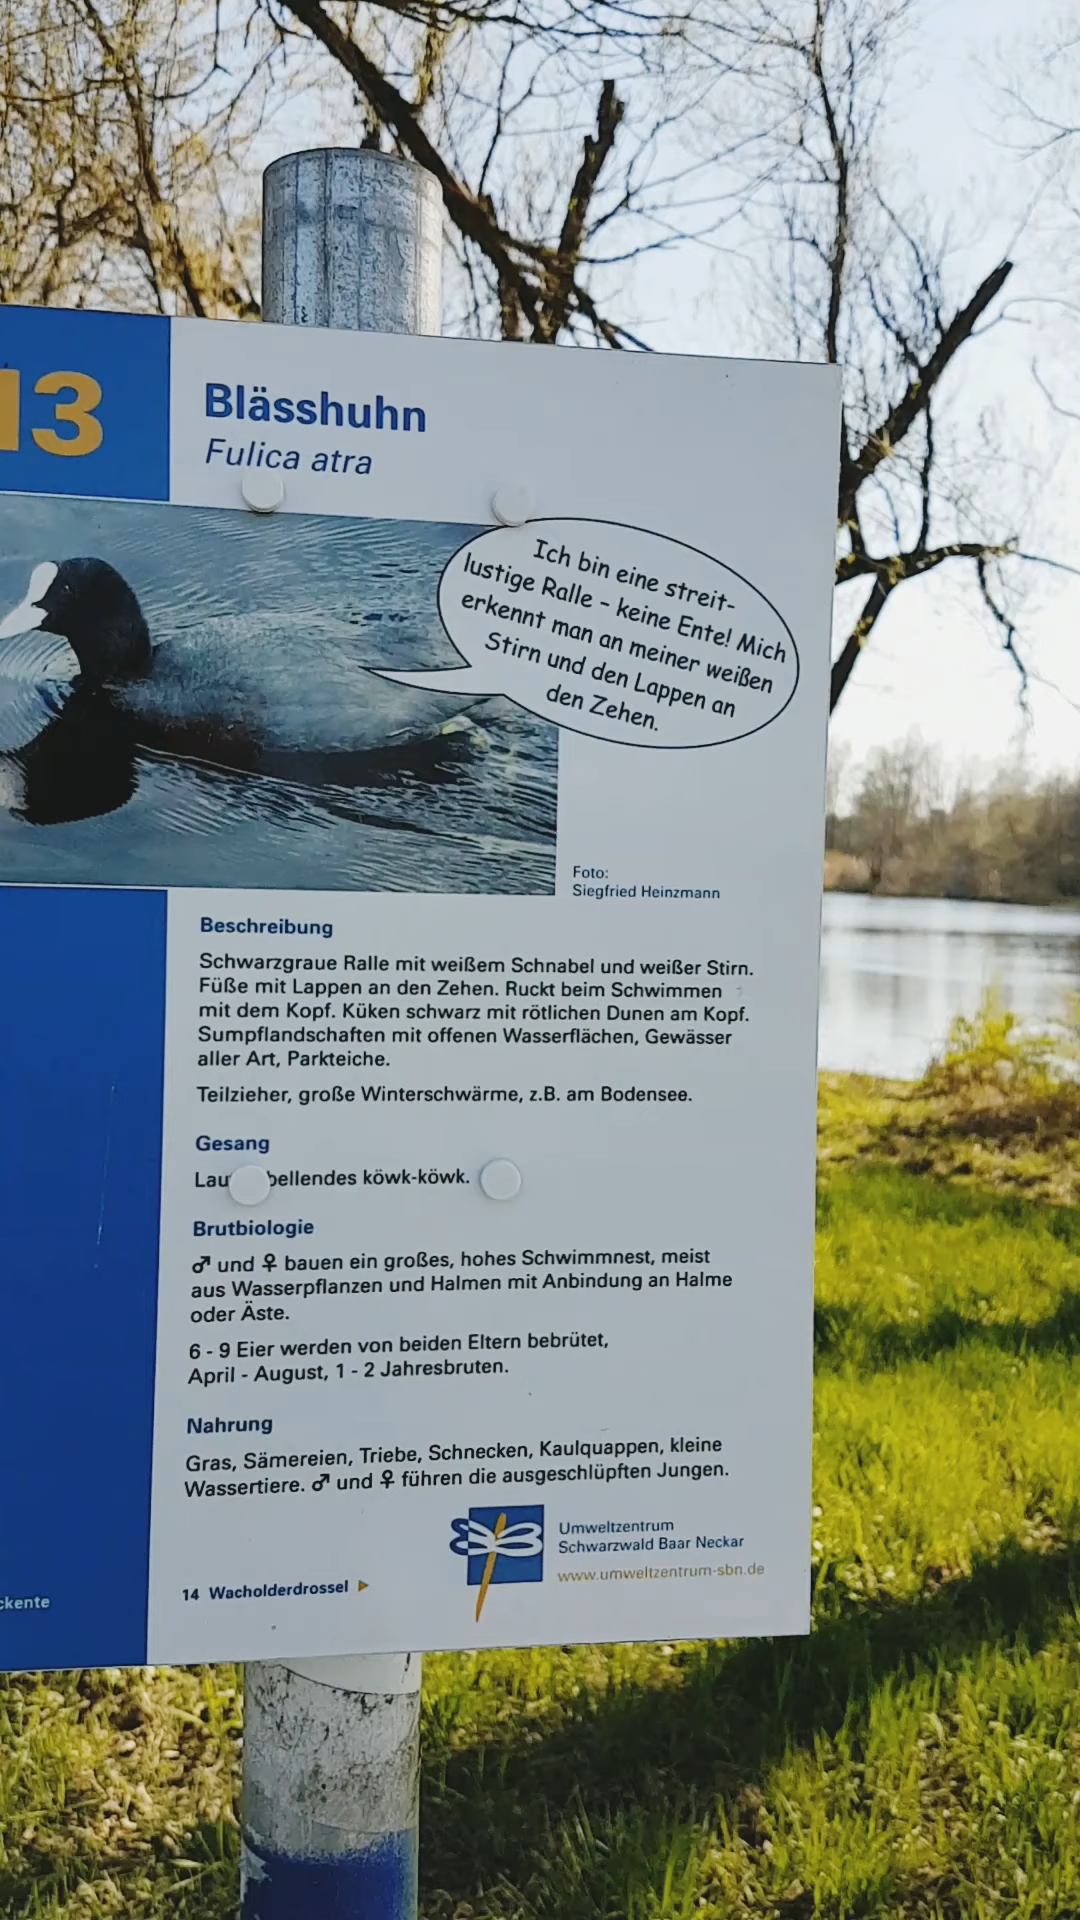 13
Blässhuhn
Fulica atra
Ich bin eine streit-
lustige Ralle - keine Ente! Mich
erkennt man an meiner weißen
Stirn und den Lappen an
den Zehen.
Foto:
Siegfried Heinzmann
Beschreibung
Schwarzgraue Ralle mit weißem Schnabel und weißer Stirn.
Füße mit Lappen an den Zehen. Ruckt beim Schwimmen
mit dem Kopf. Küken schwarz mit rötlichen Dunen am Kopf.
Sumpflandschaften mit offenen Wasserflächen, Gewässer
aller Art, Parkteiche.
Teilzieher, große Winterschwärme, z.B. am Bodensee.
Gesang
bellendes köwk-köwk.
Brutbiologie
♂ und ♀ bauen ein großes, hohes Schwimmnest, meist
aus Wasserpflanzen und Halmen mit Anbindung an Halme
oder Äste.
6 - 9 Eier werden von beiden Eltern bebrütet,
April - August, 1 - 2 Jahresbruten.
Nahrung
Gras, Sämereien, Triebe, Schnecken, Kaulquappen, kleine
Wassertiere. ♂ und ♀ führen die ausgeschlüpften Jungen.
Umweltzentrum
Schwarzwald Baar Neckar
www.umweltzentrum-sbn.de
14 Wacholderdrossel